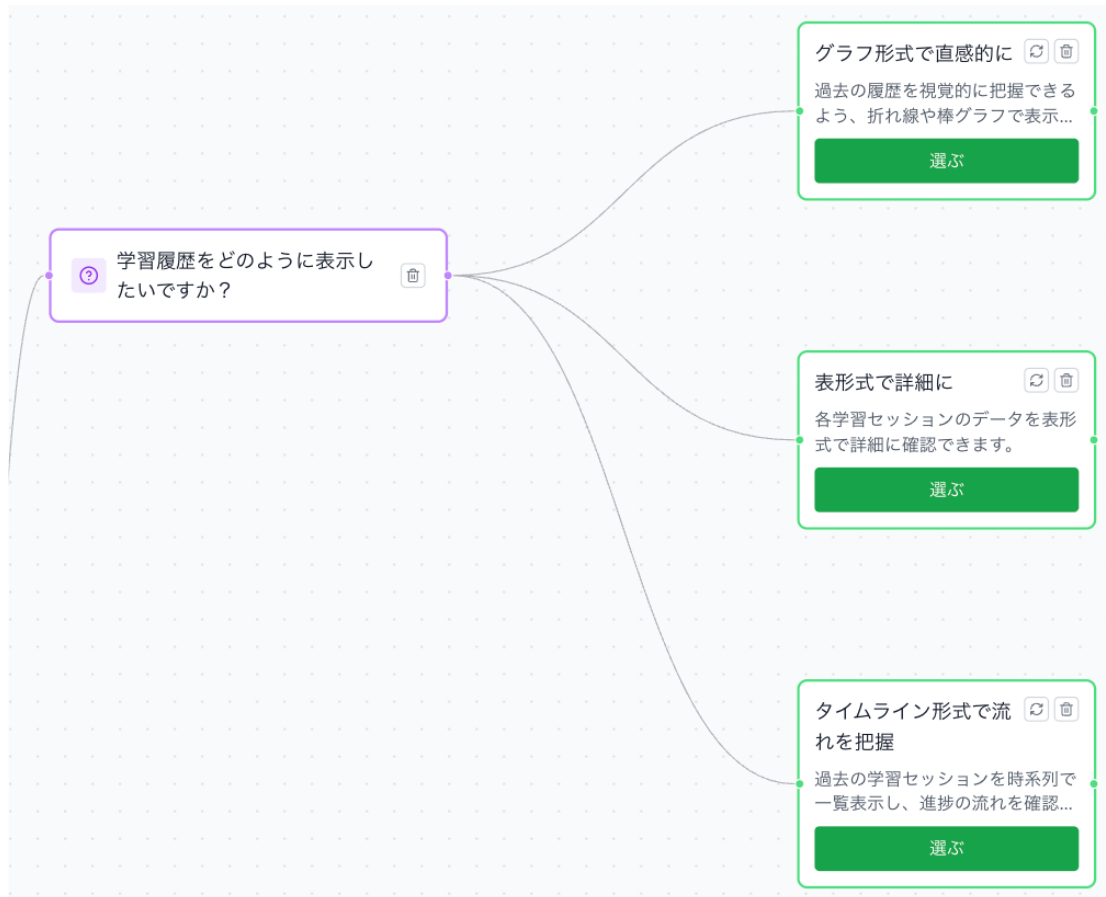 学習履歴をどのように表示し
たいですか？
グラフ形式で直感的に
過去の履歴を視覚的に把握できる
よう、折れ線や棒グラフで表示...
選ぶ
表形式で詳細に
各学習セッションのデータを表形
式で詳細に確認できます。
選ぶ
タイムライン形式で流
れを把握
過去の学習セッションを時系列で
一覧表示し、進捗の流れを確認...
選ぶ